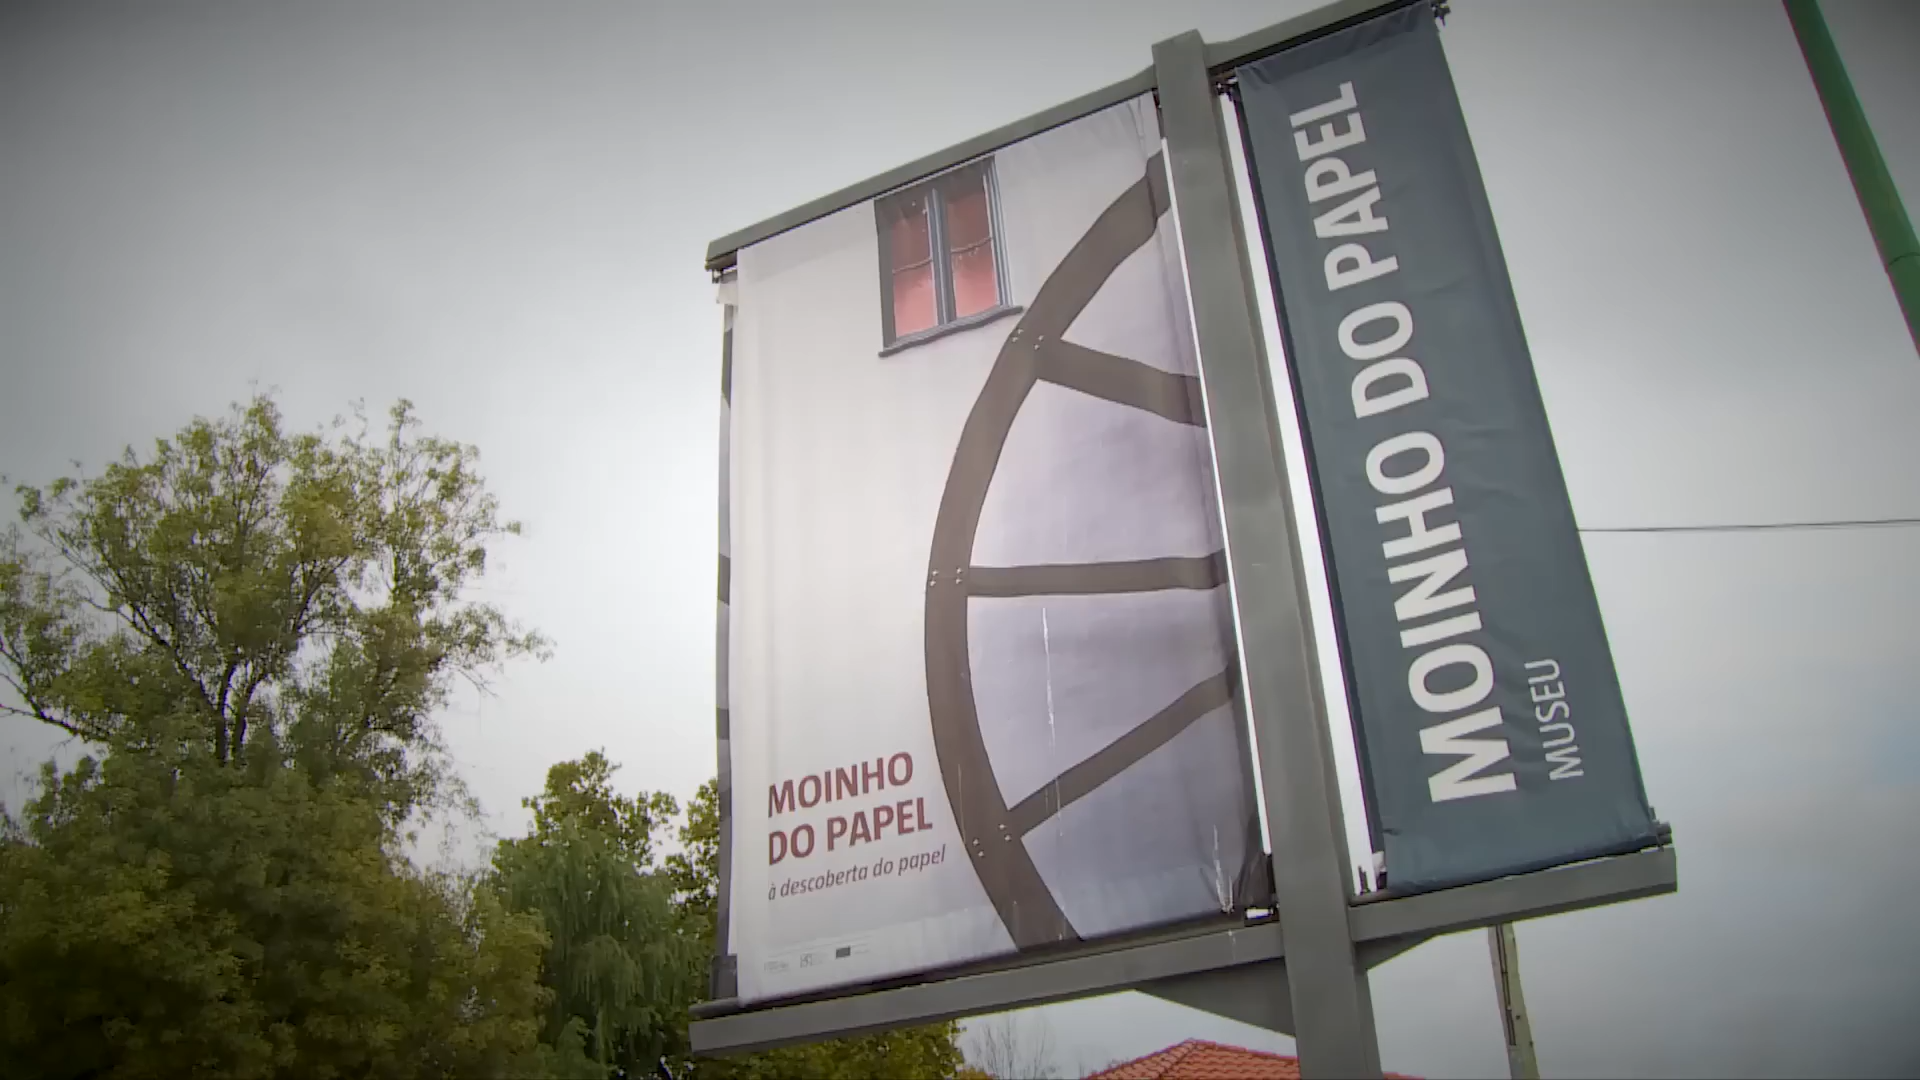 MOINHO
DO PAPEL
à descoberta do papel
MOINHO DO PAPEL
MUSEU